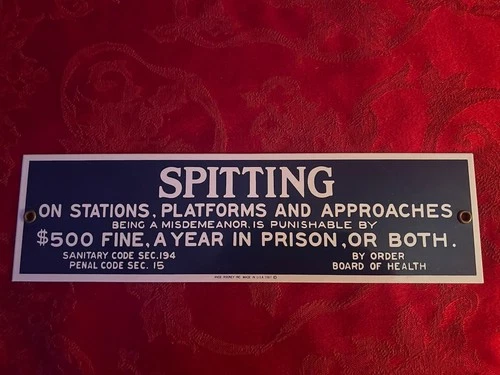 SPITTING
ON STATIONS, PLATFORMS AND APPROACHES
BEING A MISDEMEANOR, IS PUNISHABLE BY
$500 FINE, A YEAR IN PRISON, OR BOTH.
SANITARY CODE SEC. 194
PENAL CODE SEC. 15
BY ORDER
BOARD OF HEALTH